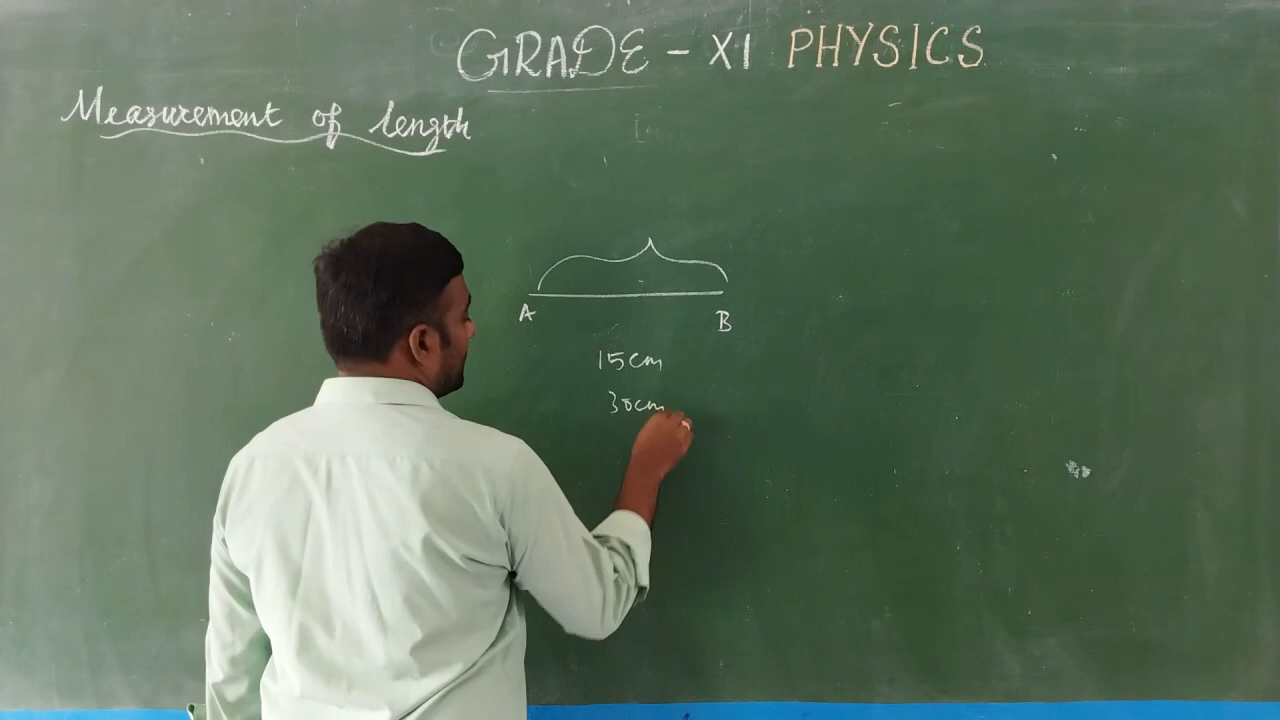 GRADE - XI PHYSICS
Measurement of length
A B
15cm
30cm